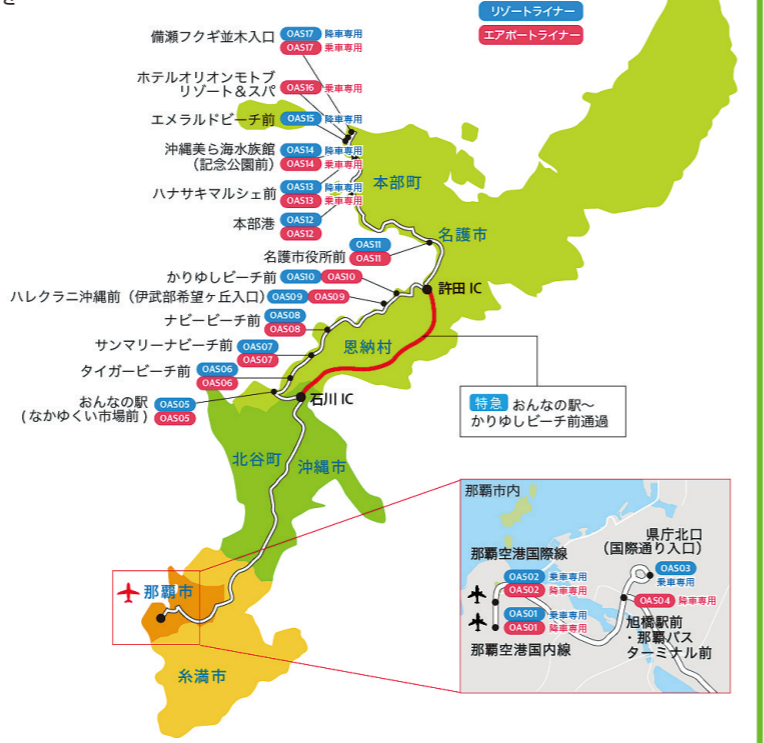 リゾートライナー
エアポートライナー
備瀬フクギ並木入口 OAS17 降車専用
OAS17 乗車専用
ホテルオリオンモトブ
リゾート＆スパ OAS16 乗車専用
エメラルドビーチ前 OAS15 降車専用
沖縄美ら海水族館 OAS14 降車専用
（記念公園前） OAS14 乗車専用
ハナサキマルシェ前 OAS13 降車専用
OAS13 乗車専用
本部港 OAS12
OAS12
名護市役所前 OAS11
OAS11
かりゆしビーチ前 OAS10 OAS10
ハレクラニ沖縄前（伊武部希望ヶ丘入口） OAS09 OAS09
ナビービーチ前 OAS08
OAS08
サンマリーナビーチ前 OAS07
OAS07
タイガービーチ前 OAS06
OAS06
おんなの駅 OAS05
(なかゆくい市場前) OAS05
本部町
名護市
許田 IC
恩納村
石川 IC
特急 おんなの駅～
かりゆしビーチ前通過
北谷町
沖縄市
那覇市
糸満市
那覇市内
那覇空港国際線
OAS02 乗車専用
OAS02 降車専用
OAS01 乗車専用
OAS01 降車専用
那覇空港国内線
県庁北口
（国際通り入口）
OAS03
乗車専用
OAS04 降車専用
旭橋駅前
・那覇バス
ターミナル前